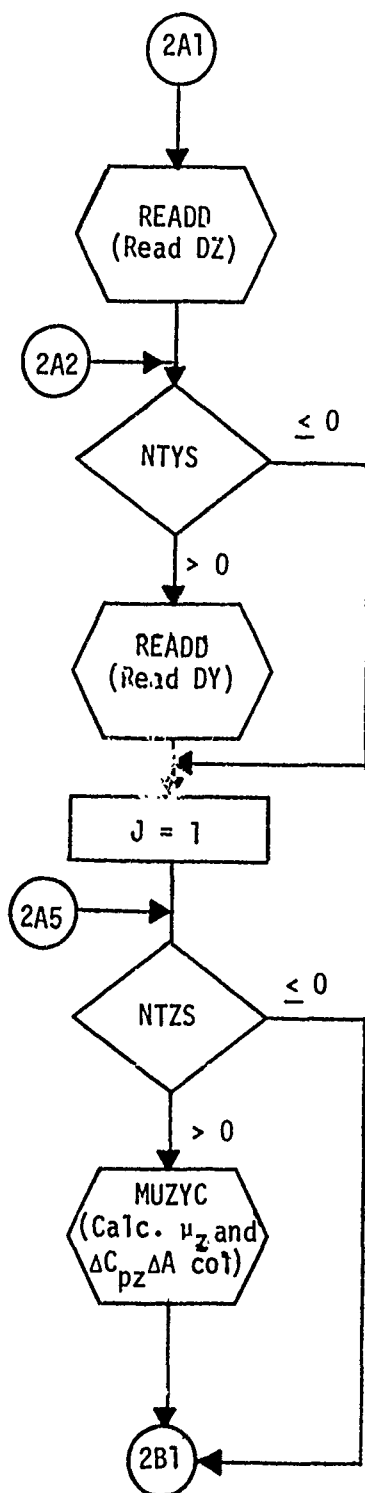 2A1
READD
(Read DZ)
2A2
≤ 0
NTYS
> 0
READD
(Read DY)
J = 1
2A5
≤ 0
NTZS
> 0
MUZYC
(Calc. μz and
ΔCpzΔA col)
2B1